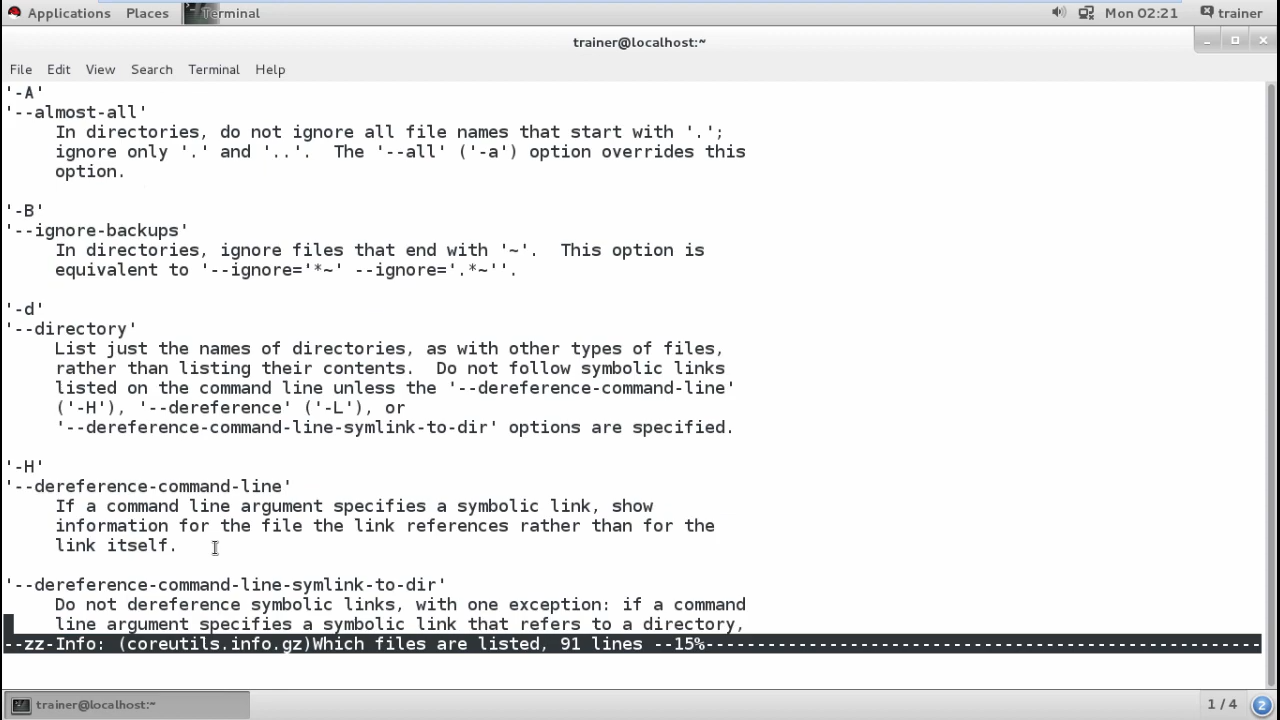 Applications Places Terminal Mon 02:21 trainer
trainer@localhost:~
File Edit View Search Terminal Help
'-A'
'--almost-all'
In directories, do not ignore all file names that start with '.';
ignore only '.' and '..'.  The '--all' ('-a') option overrides this
option.
'-B'
'--ignore-backups'
In directories, ignore files that end with '~'.  This option is
equivalent to '--ignore='*~' --ignore='.*~''.
'-d'
'--directory'
List just the names of directories, as with other types of files,
rather than listing their contents.  Do not follow symbolic links
listed on the command line unless the '--dereference-command-line'
('-H'), '--dereference' ('-L'), or
'--dereference-command-line-symlink-to-dir' options are specified.
'-H'
'--dereference-command-line'
If a command line argument specifies a symbolic link, show
information for the file the link references rather than for the
link itself.
'--dereference-command-line-symlink-to-dir'
Do not dereference symbolic links, with one exception: if a command
line argument specifies a symbolic link that refers to a directory,
--zz-Info: (coreutils.info.gz)Which files are listed, 91 lines --15%------------------------------------------------------
trainer@localhost:~ 1 / 4 2